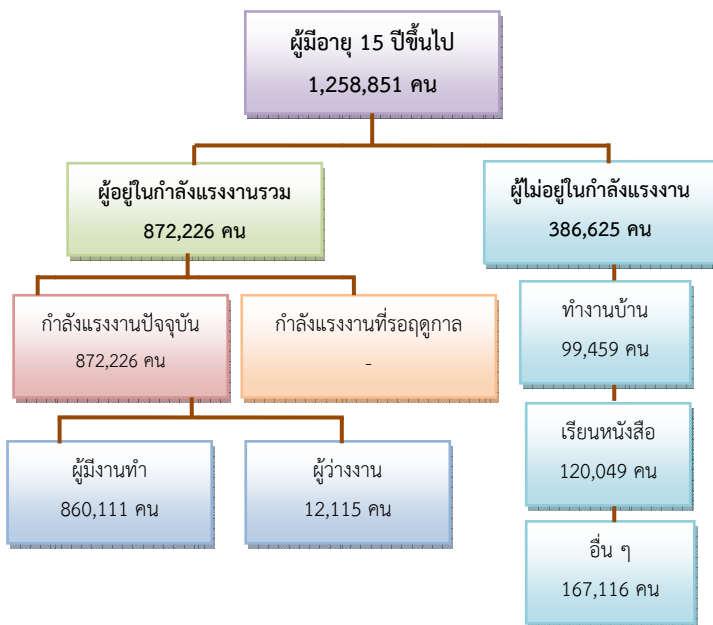 ผู้มีอายุ 15 ปีขึ้นไป
1,258,851 คน
ผู้อยู่ในกำลังแรงงานรวม
872,226 คน
ผู้ไม่อยู่ในกำลังแรงงาน
386,625 คน
กำลังแรงงานปัจจุบัน
872,226 คน
กำลังแรงงานที่รอฤดูกาล
-
ทำงานบ้าน
99,459 คน
ผู้มีงานทำ
860,111 คน
ผู้ว่างงาน
12,115 คน
เรียนหนังสือ
120,049 คน
อื่น ๆ
167,116 คน